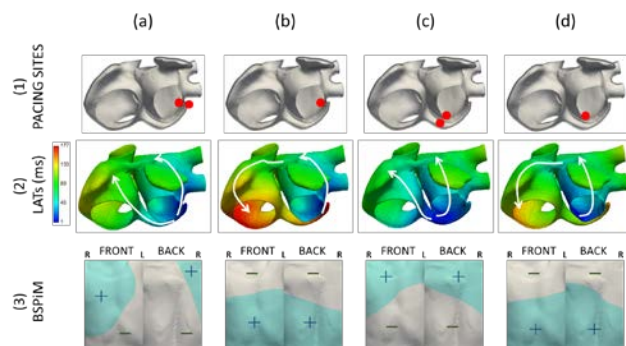 (a) (b) (c) (d)
(1)
PACING SITES
(2)
LATs (ms)
(3)
BSPiM
R FRONT L BACK R
R FRONT L BACK R
R FRONT L BACK R
R FRONT L BACK R
+ + − − − + + + + − − − − + +